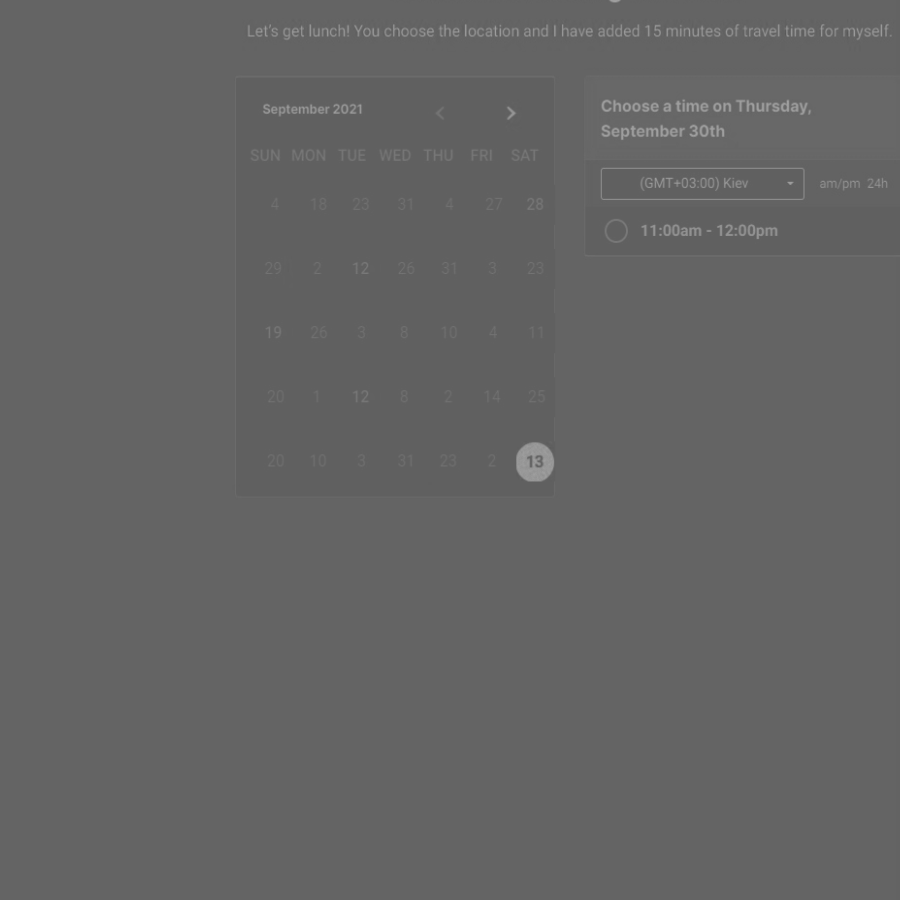 Let's get lunch! You choose the location and I have added 15 minutes of travel time for myself.
September 2021
SUN MON TUE WED THU FRI SAT
4 18 23 31 4 27 28
29 2 12 26 31 3 23
19 26 3 8 10 4 11
20 1 12 8 2 14 25
20 10 3 31 23 2 13
Choose a time on Thursday,
September 30th
(GMT+03:00) Kiev am/pm 24h
11:00am - 12:00pm